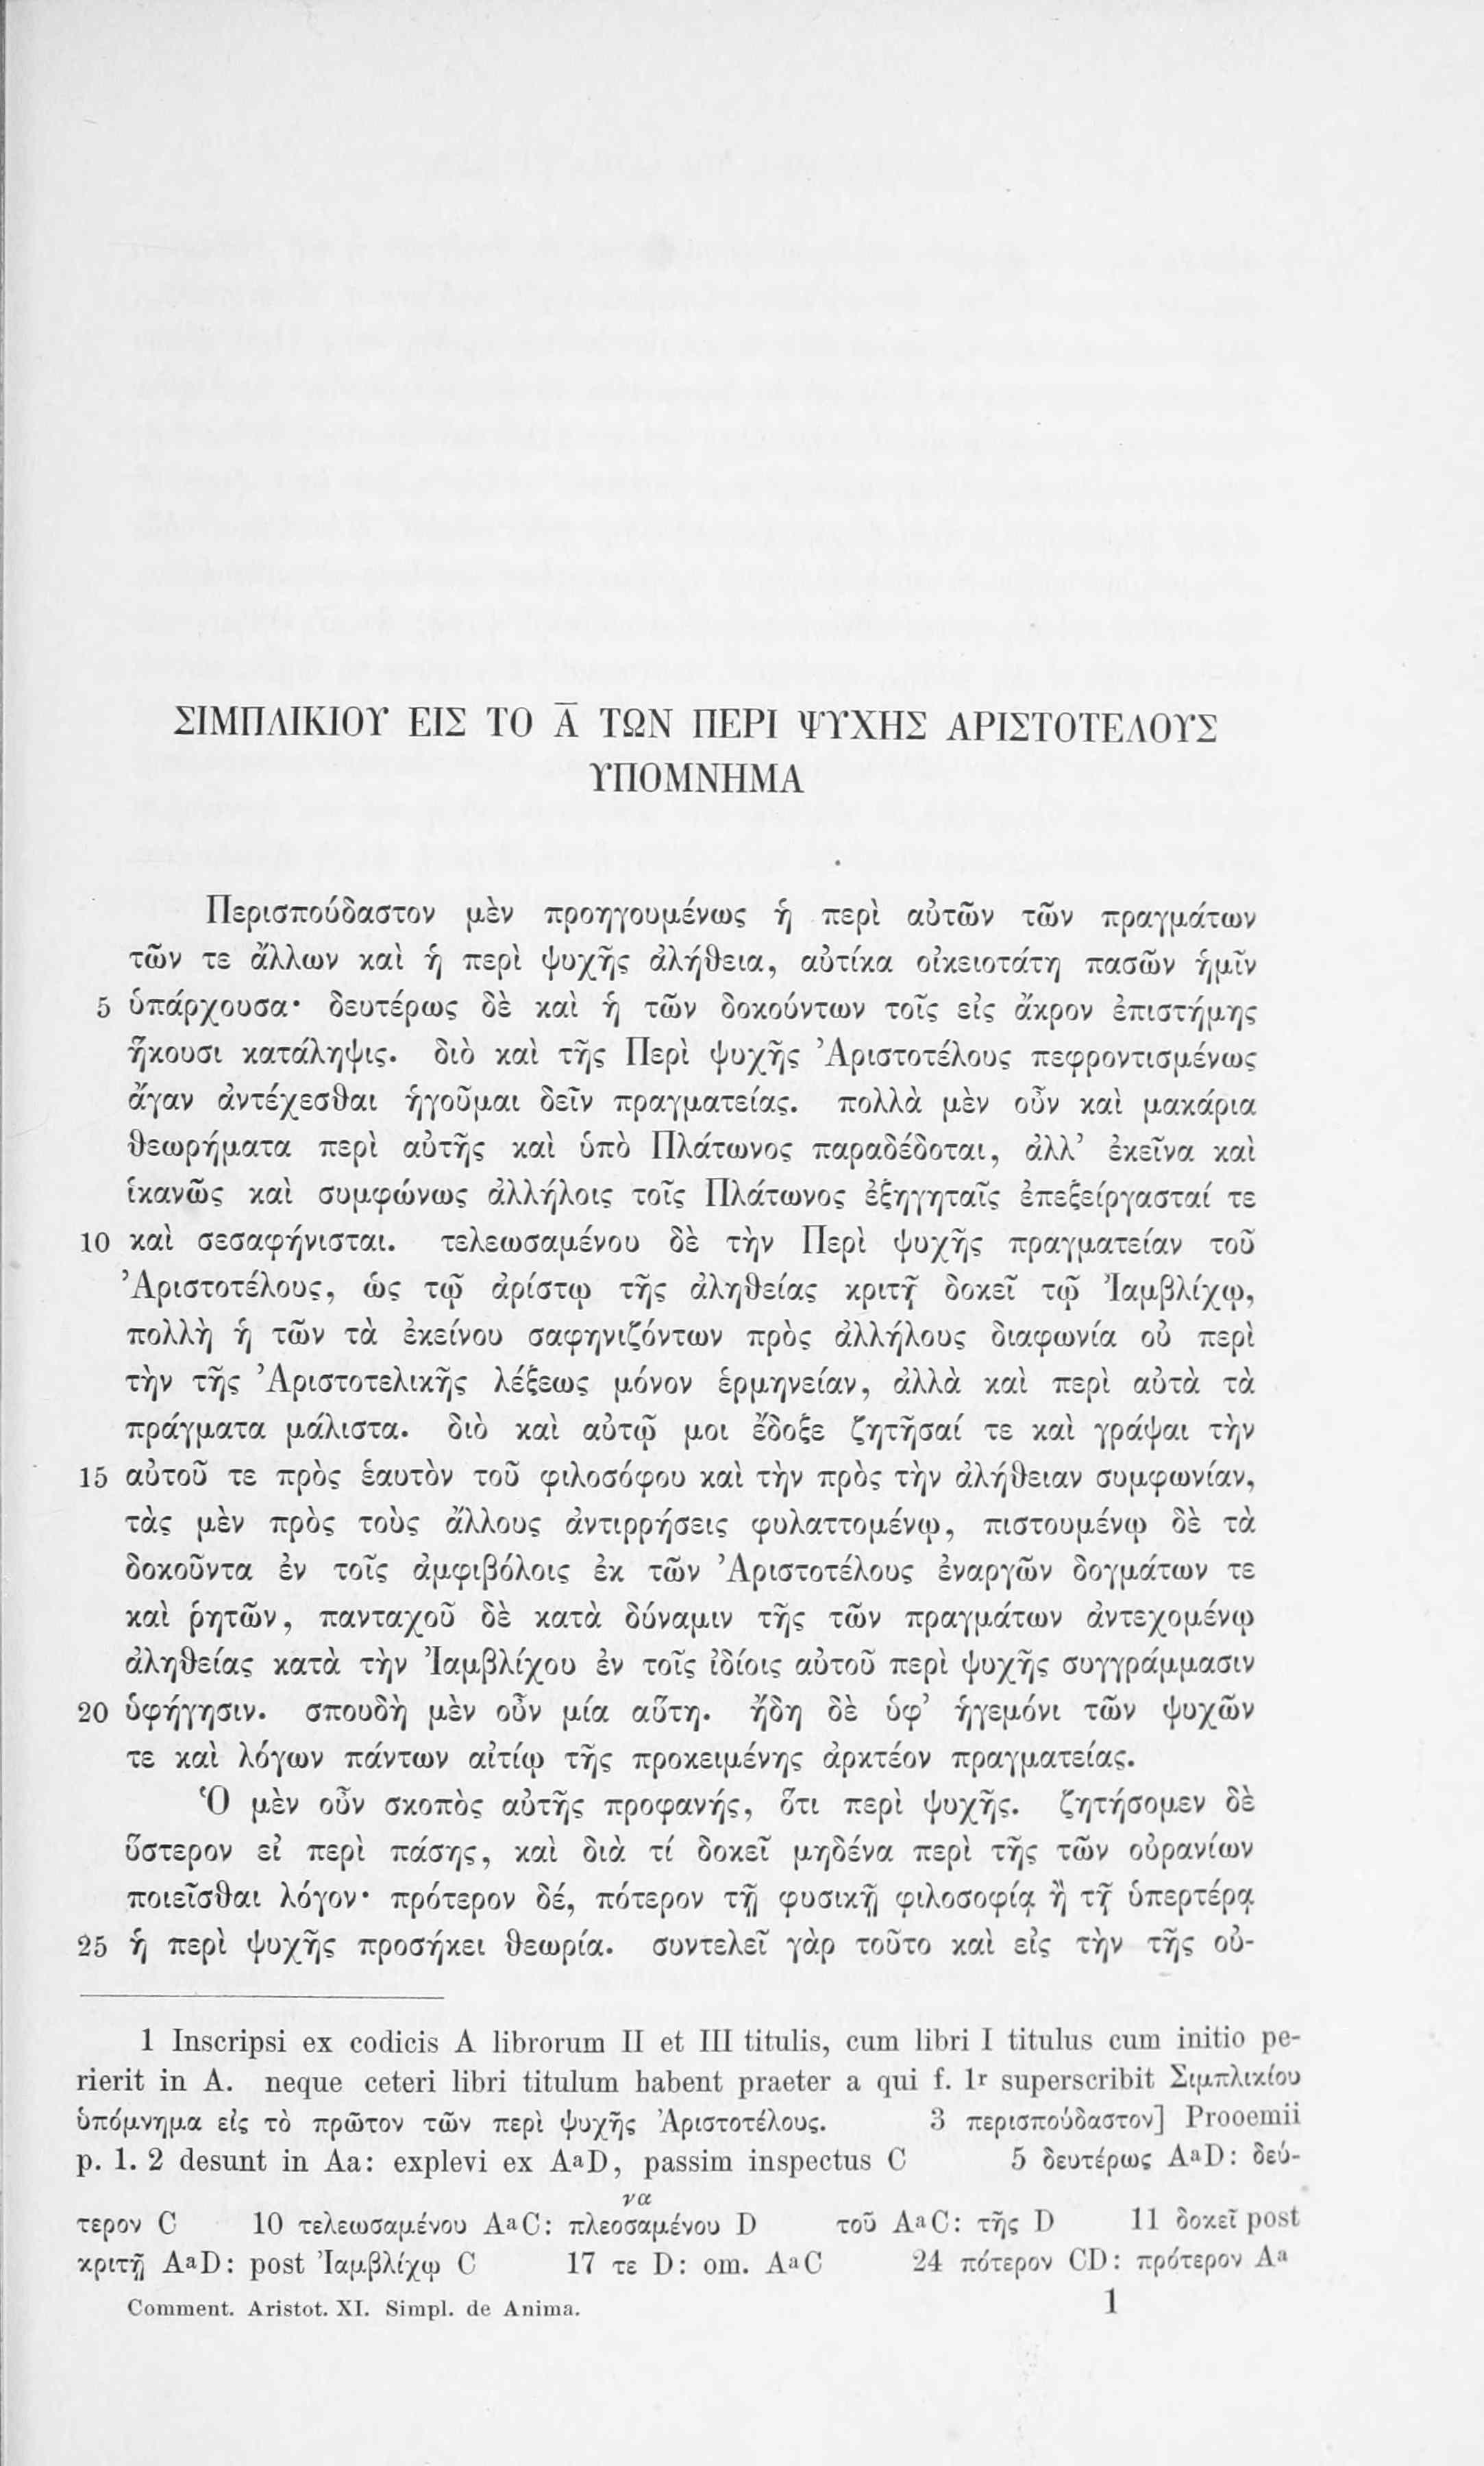 ΣΙΜΠΛΙΚΙΟΥ ΕΙΣ ΤΟ Α̅ ΤΩΝ ΠΕΡΙ ΨΥΧΗΣ ΑΡΙΣΤΟΤΕΛΟΥΣ
ΥΠΟΜΝΗΜΑ
Περισπούδαστον μὲν προηγουμένως ἡ περὶ αὐτῶν τῶν πραγμάτων
τῶν τε ἄλλων καὶ ἡ περὶ ψυχῆς ἀλήθεια, αὐτίκα οἰκειοτάτη πασῶν ἡμῖν
5 ὑπάρχουσα· δευτέρως δὲ καὶ ἡ τῶν δοκούντων τοῖς εἰς ἄκρον ἐπιστήμης
ἥκουσι κατάληψις. διὸ καὶ τῆς Περὶ ψυχῆς Ἀριστοτέλους πεφροντισμένως
ἄγαν ἀντέχεσθαι ἡγοῦμαι δεῖν πραγματείας. πολλὰ μὲν οὖν καὶ μακάρια
θεωρήματα περὶ αὐτῆς καὶ ὑπὸ Πλάτωνος παραδέδοται, ἀλλ’ ἐκεῖνα καὶ
ἱκανῶς καὶ συμφώνως ἀλλήλοις τοῖς Πλάτωνος ἐξηγηταῖς ἐπεξείργασταί τε
10 καὶ σεσαφήνισται. τελεωσαμένου δὲ τὴν Περὶ ψυχῆς πραγματείαν τοῦ
Ἀριστοτέλους, ὡς τῷ ἀρίστῳ τῆς ἀληθείας κριτῇ δοκεῖ τῷ Ἰαμβλίχῳ,
πολλὴ ἡ τῶν τὰ ἐκείνου σαφηνιζόντων πρὸς ἀλλήλους διαφωνία οὐ περὶ
τὴν τῆς Ἀριστοτελικῆς λέξεως μόνον ἑρμηνείαν, ἀλλὰ καὶ περὶ αὐτὰ τὰ
πράγματα μάλιστα. διὸ καὶ αὐτῷ μοι ἔδοξε ζητῆσαί τε καὶ γράψαι τὴν
15 αὐτοῦ τε πρὸς ἑαυτὸν τοῦ φιλοσόφου καὶ τὴν πρὸς τὴν ἀλήθειαν συμφωνίαν,
τὰς μὲν πρὸς τοὺς ἄλλους ἀντιρρήσεις φυλαττομένῳ, πιστουμένῳ δὲ τὰ
δοκοῦντα ἐν τοῖς ἀμφιβόλοις ἐκ τῶν Ἀριστοτέλους ἐναργῶν δογμάτων τε
καὶ ῥητῶν, πανταχοῦ δὲ κατὰ δύναμιν τῆς τῶν πραγμάτων ἀντεχομένῳ
ἀληθείας κατὰ τὴν Ἰαμβλίχου ἐν τοῖς ἰδίοις αὐτοῦ περὶ ψυχῆς συγγράμμασιν
20 ὑφήγησιν. σπουδὴ μὲν οὖν μία αὕτη. ἤδη δὲ ὑφ’ ἡγεμόνι τῶν ψυχῶν
τε καὶ λόγων πάντων αἰτίῳ τῆς προκειμένης ἀρκτέον πραγματείας.
Ὁ μὲν οὖν σκοπὸς αὐτῆς προφανής, ὅτι περὶ ψυχῆς. ζητήσομεν δὲ
ὕστερον εἰ περὶ πάσης, καὶ διὰ τί δοκεῖ μηδένα περὶ τῆς τῶν οὐρανίων
ποιεῖσθαι λόγον· πρότερον δέ, πότερον τῇ φυσικῇ φιλοσοφίᾳ ἢ τῇ ὑπερτέρᾳ
25 ἡ περὶ ψυχῆς προσήκει θεωρία. συντελεῖ γὰρ τοῦτο καὶ εἰς τὴν τῆς οὐ-
1 Inscripsi ex codicis A librorum II et III titulis, cum libri I titulus cum initio pe-
rierit in A. neque ceteri libri titulum habent praeter a qui f. 1ʳ superscribit Σιμπλικίου
ὑπόμνημα εἰς τὸ πρῶτον τῶν περὶ ψυχῆς Ἀριστοτέλους. 3 περισπούδαστον] Prooemii
p. 1. 2 desunt in Aa: explevi ex AᵃD, passim inspectus C 5 δευτέρως AᵃD: δεύ-
να
τερον C 10 τελεωσαμένου AᵃC: πλεοσαμένου D τοῦ AᵃC: τῆς D 11 δοκεῖ post
κριτῇ AᵃD: post Ἰαμβλίχῳ C 17 τε D: om. AᵃC 24 πότερον CD: πρότερον Aᵃ
Comment. Aristot. XI. Simpl. de Anima. 1